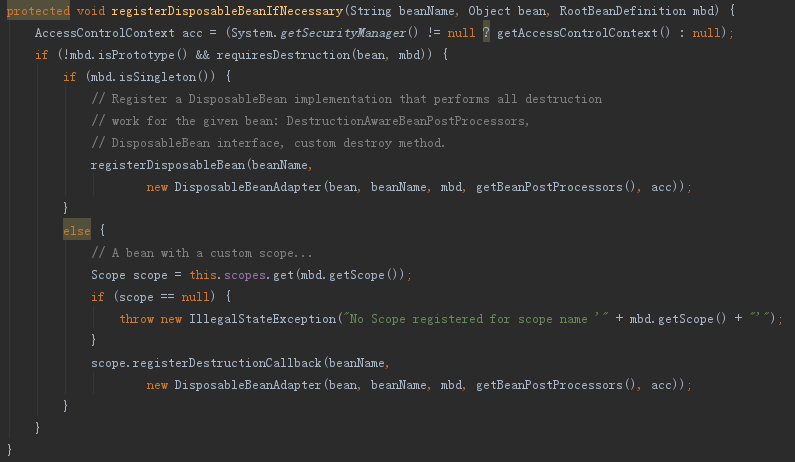 protected void registerDisposableBeanIfNecessary(String beanName, Object bean, RootBeanDefinition mbd) {
    AccessControlContext acc = (System.getSecurityManager() != null ? getAccessControlContext() : null);
    if (!mbd.isPrototype() && requiresDestruction(bean, mbd)) {
        if (mbd.isSingleton()) {
            // Register a DisposableBean implementation that performs all destruction
            // work for the given bean: DestructionAwareBeanPostProcessors,
            // DisposableBean interface, custom destroy method.
            registerDisposableBean(beanName,
                    new DisposableBeanAdapter(bean, beanName, mbd, getBeanPostProcessors(), acc));
        }
        else {
            // A bean with a custom scope...
            Scope scope = this.scopes.get(mbd.getScope());
            if (scope == null) {
                throw new IllegalStateException("No Scope registered for scope name '" + mbd.getScope() + "'");
            }
            scope.registerDestructionCallback(beanName,
                    new DisposableBeanAdapter(bean, beanName, mbd, getBeanPostProcessors(), acc));
        }
    }
}